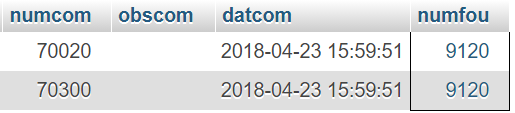 numcom obscom datcom numfou
70020 2018-04-23 15:59:51 9120
70300 2018-04-23 15:59:51 9120